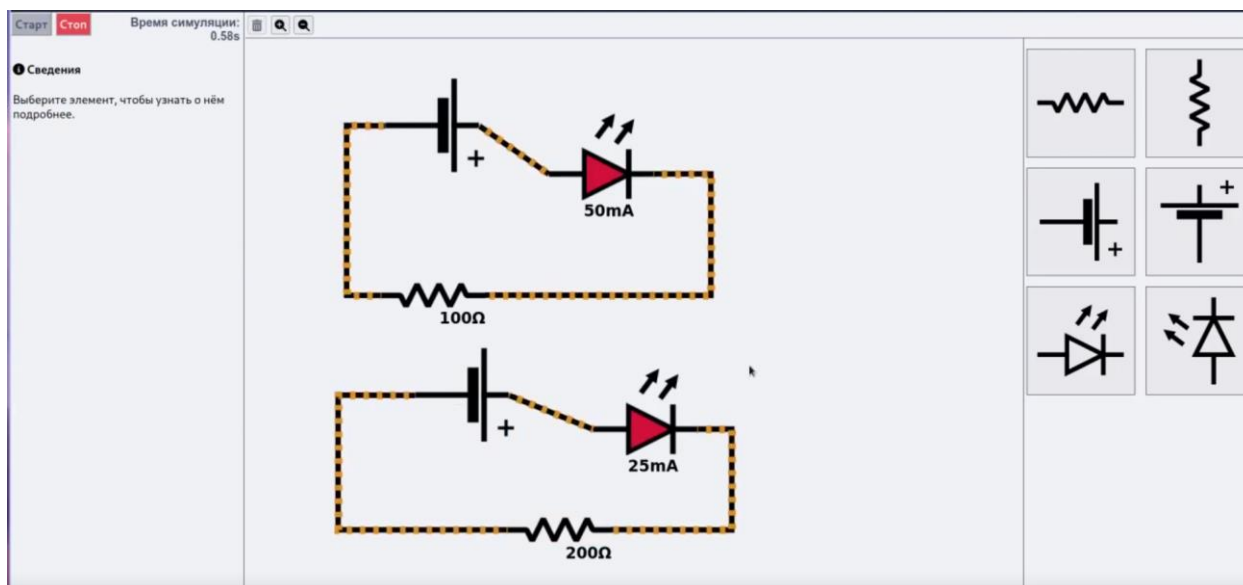 Старт Стоп Время симуляции:
0.58s
Сведения
Выберите элемент, чтобы узнать о нём
подробнее.
+
50mA
100Ω
+
25mA
200Ω
+
+